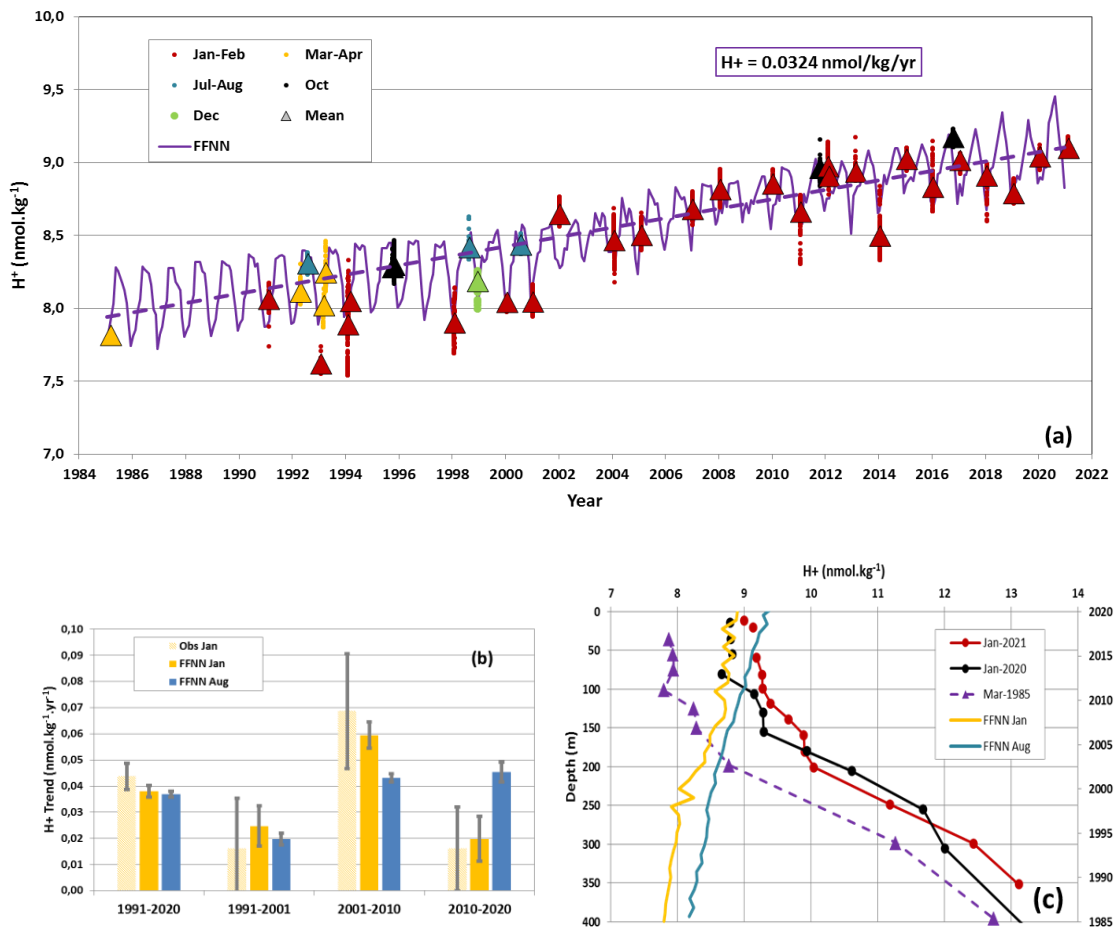 10,0
9,5
9,0
8,5
8,0
7,5
7,0
H⁺ (nmol.kg⁻¹)
Jan-Feb Mar-Apr
Jul-Aug Oct
Dec Mean
FFNN
H+ = 0.0324 nmol/kg/yr
(a)
1984 1986 1988 1990 1992 1994 1996 1998 2000 2002 2004 2006 2008 2010 2012 2014 2016 2018 2020 2022
Year
0,10
0,09
0,08
0,07
0,06
0,05
0,04
0,03
0,02
0,01
0,00
H+ Trend (nmol.kg⁻¹.yr⁻¹)
Obs Jan
FFNN Jan
FFNN Aug
(b)
1991-2020 1991-2001 2001-2010 2010-2020
H+ (nmol.kg⁻¹)
7 8 9 10 11 12 13 14
0
50
100
150
200
250
300
350
400
Depth (m)
Jan-2021
Jan-2020
Mar-1985
FFNN Jan
FFNN Aug
(c)
2020
2015
2010
2005
2000
1995
1990
1985